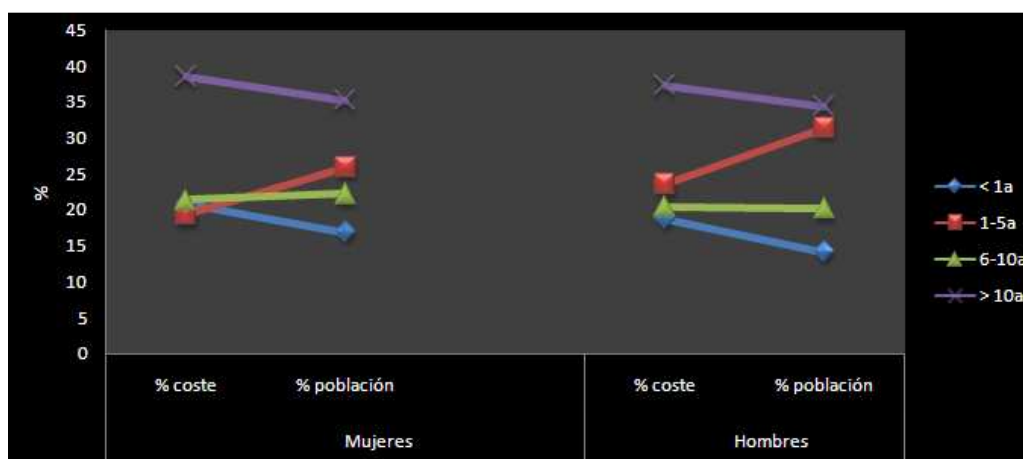 45
40
35
30
25
20
15
10
5
0
%
% coste
% población
% coste
% población
Mujeres
Hombres
< 1a
1-5a
6-10a
> 10a